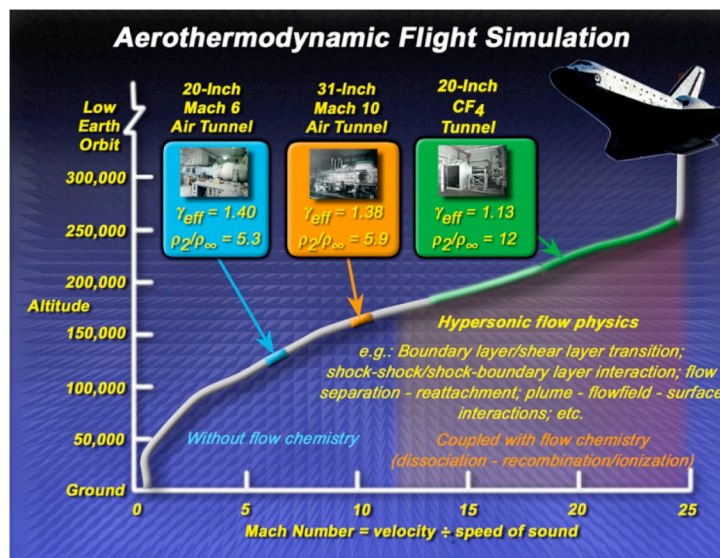 Aerothermodynamic Flight Simulation
20-Inch
Mach 6
Air Tunnel
31-Inch
Mach 10
Air Tunnel
20-Inch
CF₄
Tunnel
Low
Earth
Orbit
γeff = 1.40
ρ₂/ρ∞ = 5.3
γeff = 1.38
ρ₂/ρ∞ = 5.9
γeff = 1.13
ρ₂/ρ∞ = 12
300,000
250,000
200,000
Altitude
150,000
100,000
50,000
Ground
Hypersonic flow physics
e.g.: Boundary layer/shear layer transition;
shock-shock/shock-boundary layer interaction; flow
separation - reattachment; plume - flowfield - surface
interactions; etc.
Without flow chemistry
Coupled with flow chemistry
(dissociation - recombination/ionization)
0
5
10
15
20
25
Mach Number = velocity ÷ speed of sound